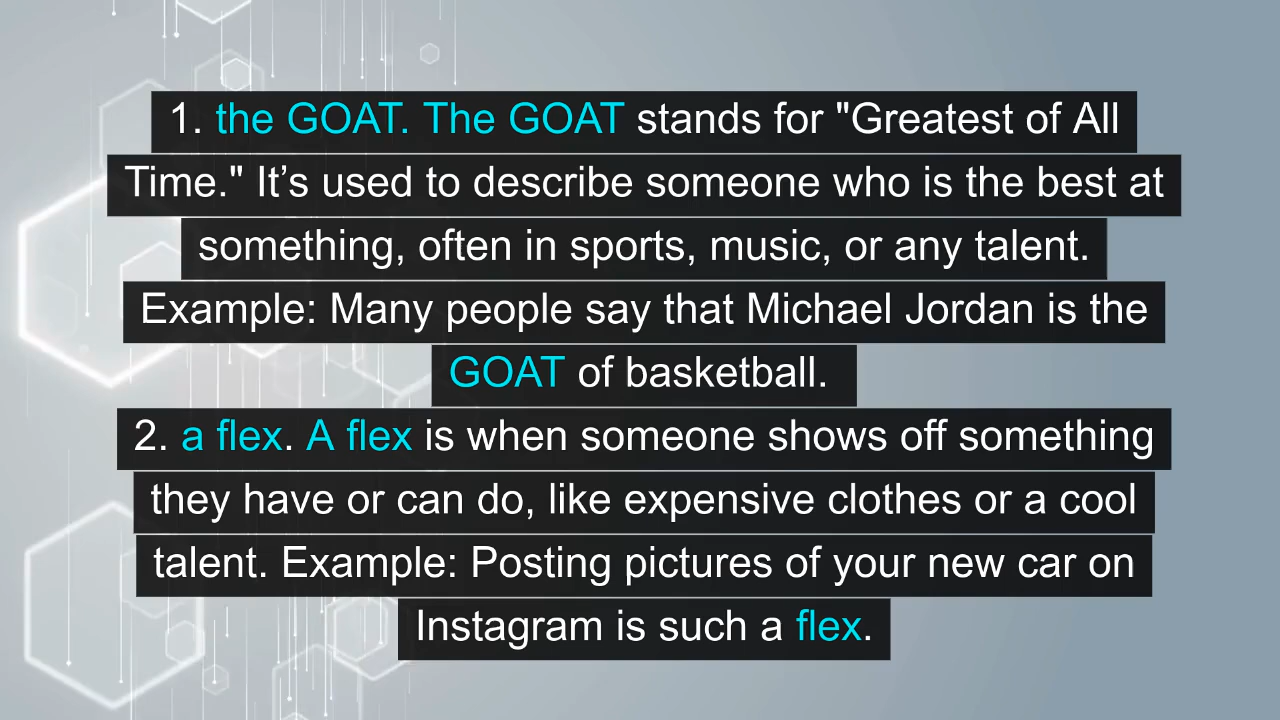 1. the GOAT. The GOAT stands for "Greatest of All
Time." It’s used to describe someone who is the best at
something, often in sports, music, or any talent.
Example: Many people say that Michael Jordan is the
GOAT of basketball.
2. a flex. A flex is when someone shows off something
they have or can do, like expensive clothes or a cool
talent. Example: Posting pictures of your new car on
Instagram is such a flex.